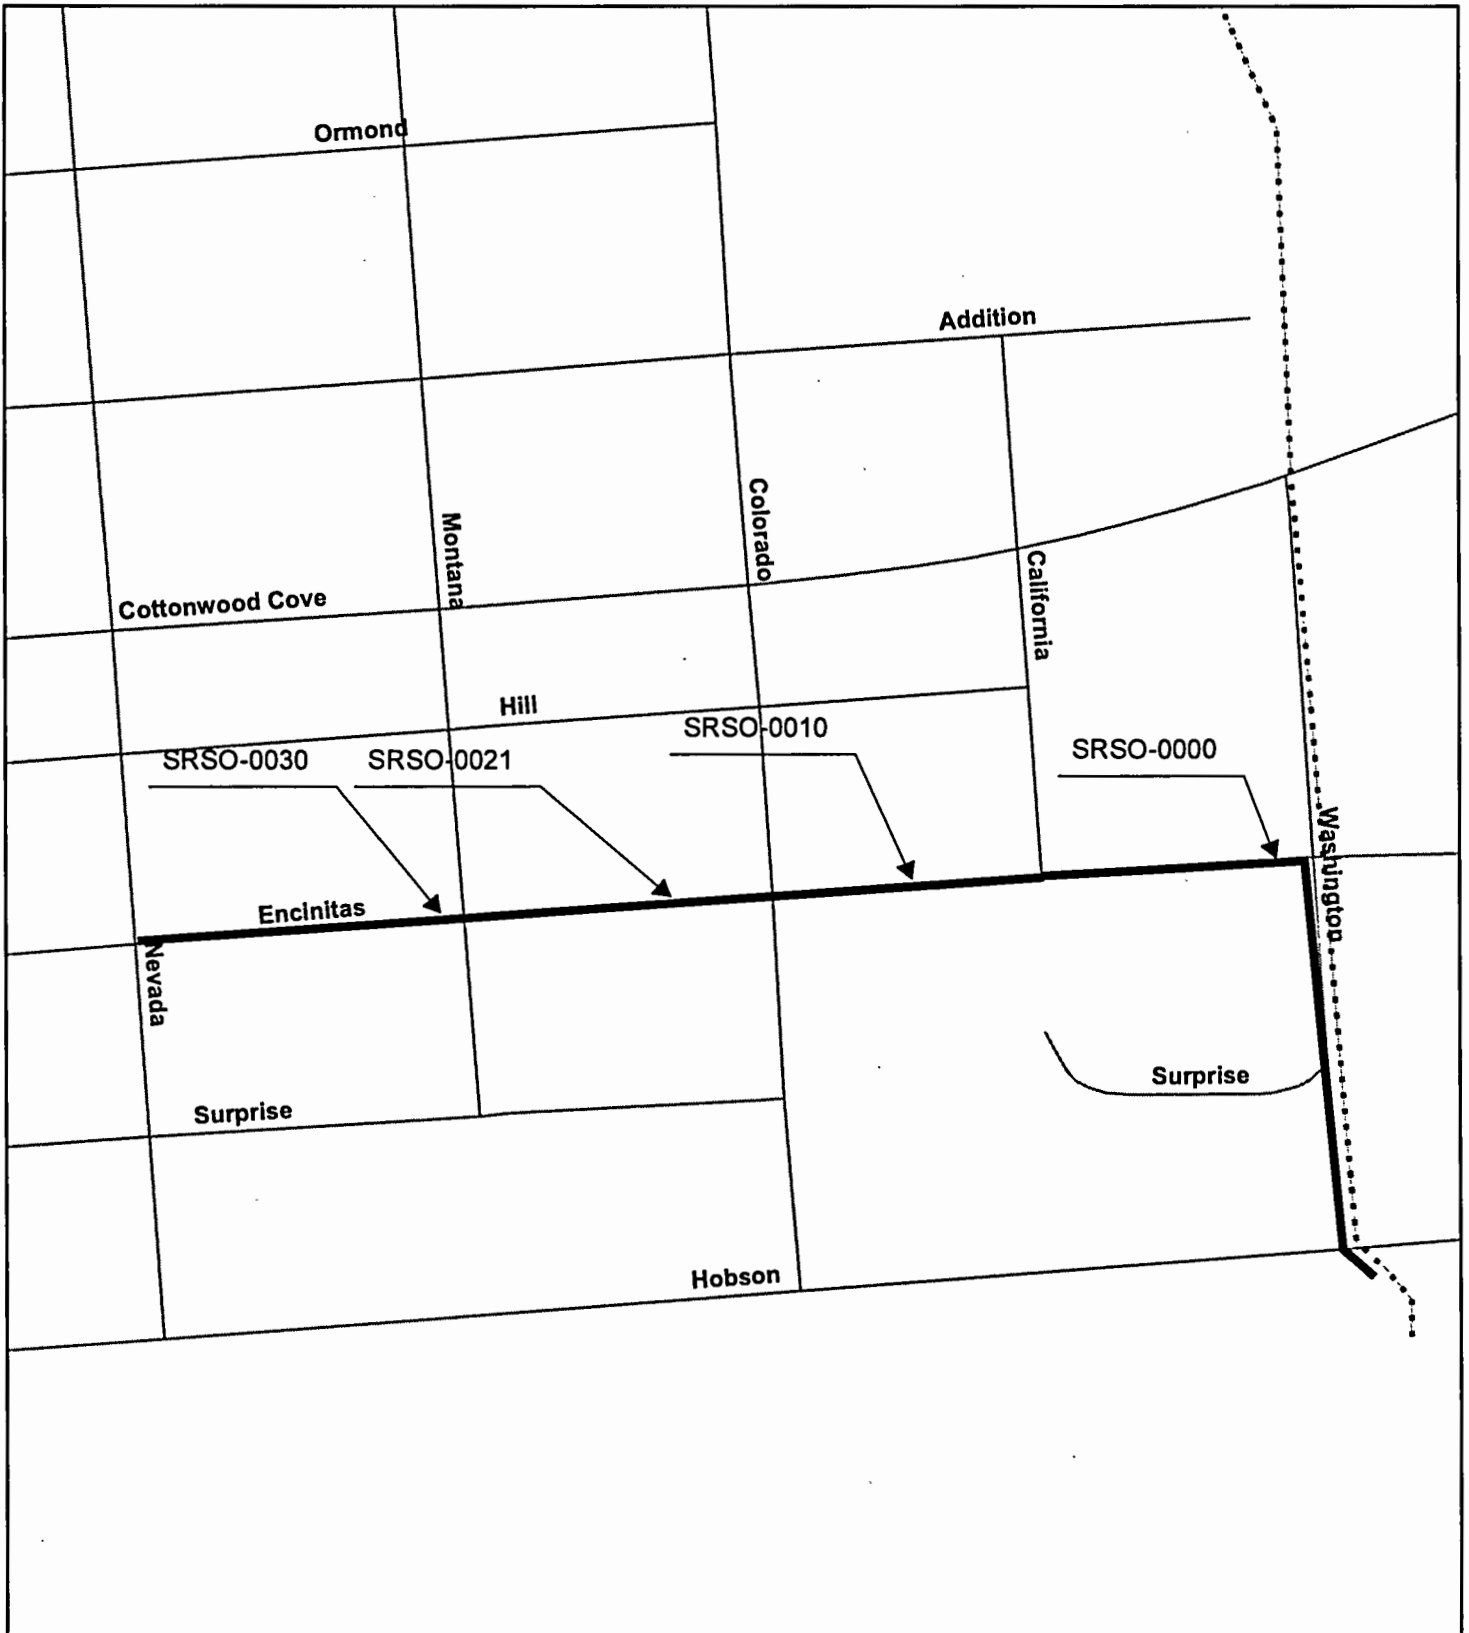 Ormond
Addition
Colorado
Montana
California
Cottonwood Cove
Hill
SRSO-0010
SRSO-0000
SRSO-0030
SRSO-0021
Washington
Encinitas
Nevada
Surprise
Surprise
Hobson